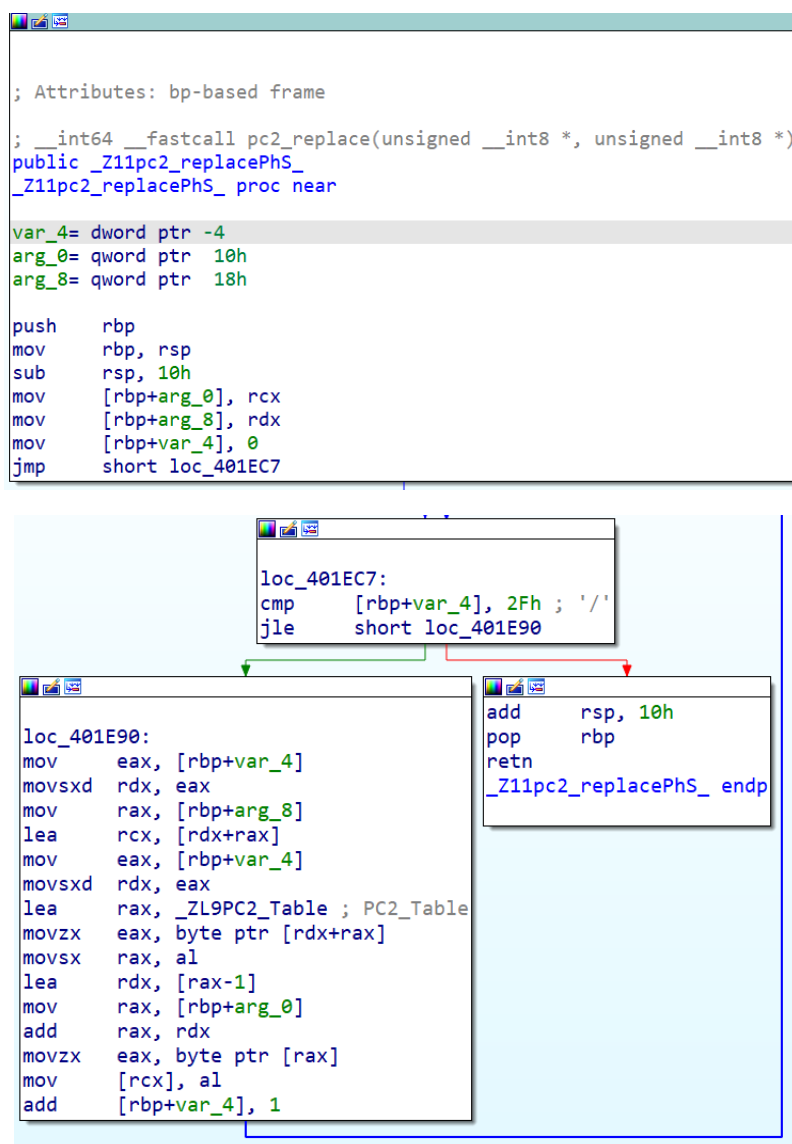 ; Attributes: bp-based frame
; __int64 __fastcall pc2_replace(unsigned __int8 *, unsigned __int8 *)
public _Z11pc2_replacePhS_
_Z11pc2_replacePhS_ proc near
var_4= dword ptr -4
arg_0= qword ptr  10h
arg_8= qword ptr  18h
push    rbp
mov     rbp, rsp
sub     rsp, 10h
mov     [rbp+arg_0], rcx
mov     [rbp+arg_8], rdx
mov     [rbp+var_4], 0
jmp     short loc_401EC7
loc_401EC7:
cmp     [rbp+var_4], 2Fh ; '/'
jle     short loc_401E90
loc_401E90:
mov     eax, [rbp+var_4]
movsxd  rdx, eax
mov     rax, [rbp+arg_8]
lea     rcx, [rdx+rax]
mov     eax, [rbp+var_4]
movsxd  rdx, eax
lea     rax, _ZL9PC2_Table ; PC2_Table
movzx   eax, byte ptr [rdx+rax]
movsx   rax, al
lea     rdx, [rax-1]
mov     rax, [rbp+arg_0]
add     rax, rdx
movzx   eax, byte ptr [rax]
mov     [rcx], al
add     [rbp+var_4], 1
add     rsp, 10h
pop     rbp
retn
_Z11pc2_replacePhS_ endp